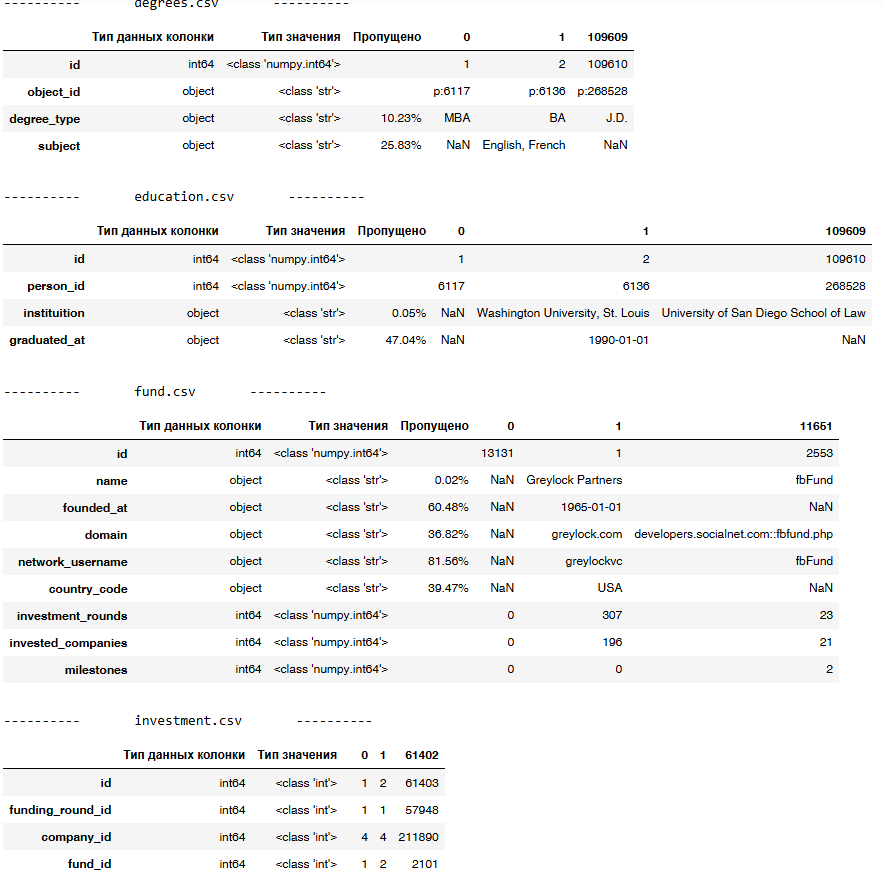 ---------- degrees.csv ----------
Тип данных колонки Тип значения Пропущено 0 1 109609
id int64 <class 'numpy.int64'> 1 2 109610
object_id object <class 'str'> p:6117 p:6136 p:268528
degree_type object <class 'str'> 10.23% MBA BA J.D.
subject object <class 'str'> 25.83% NaN English, French NaN
---------- education.csv ----------
Тип данных колонки Тип значения Пропущено 0 1 109609
id int64 <class 'numpy.int64'> 1 2 109610
person_id int64 <class 'numpy.int64'> 6117 6136 268528
instituition object <class 'str'> 0.05% NaN Washington University, St. Louis University of San Diego School of Law
graduated_at object <class 'str'> 47.04% NaN 1990-01-01 NaN
---------- fund.csv ----------
Тип данных колонки Тип значения Пропущено 0 1 11651
id int64 <class 'numpy.int64'> 13131 1 2553
name object <class 'str'> 0.02% NaN Greylock Partners fbFund
founded_at object <class 'str'> 60.48% NaN 1965-01-01 NaN
domain object <class 'str'> 36.82% NaN greylock.com developers.socialnet.com::fbfund.php
network_username object <class 'str'> 81.56% NaN greylockvc fbFund
country_code object <class 'str'> 39.47% NaN USA NaN
investment_rounds int64 <class 'numpy.int64'> 0 307 23
invested_companies int64 <class 'numpy.int64'> 0 196 21
milestones int64 <class 'numpy.int64'> 0 0 2
---------- investment.csv ----------
Тип данных колонки Тип значения 0 1 61402
id int64 <class 'int'> 1 2 61403
funding_round_id int64 <class 'int'> 1 1 57948
company_id int64 <class 'int'> 4 4 211890
fund_id int64 <class 'int'> 1 2 2101